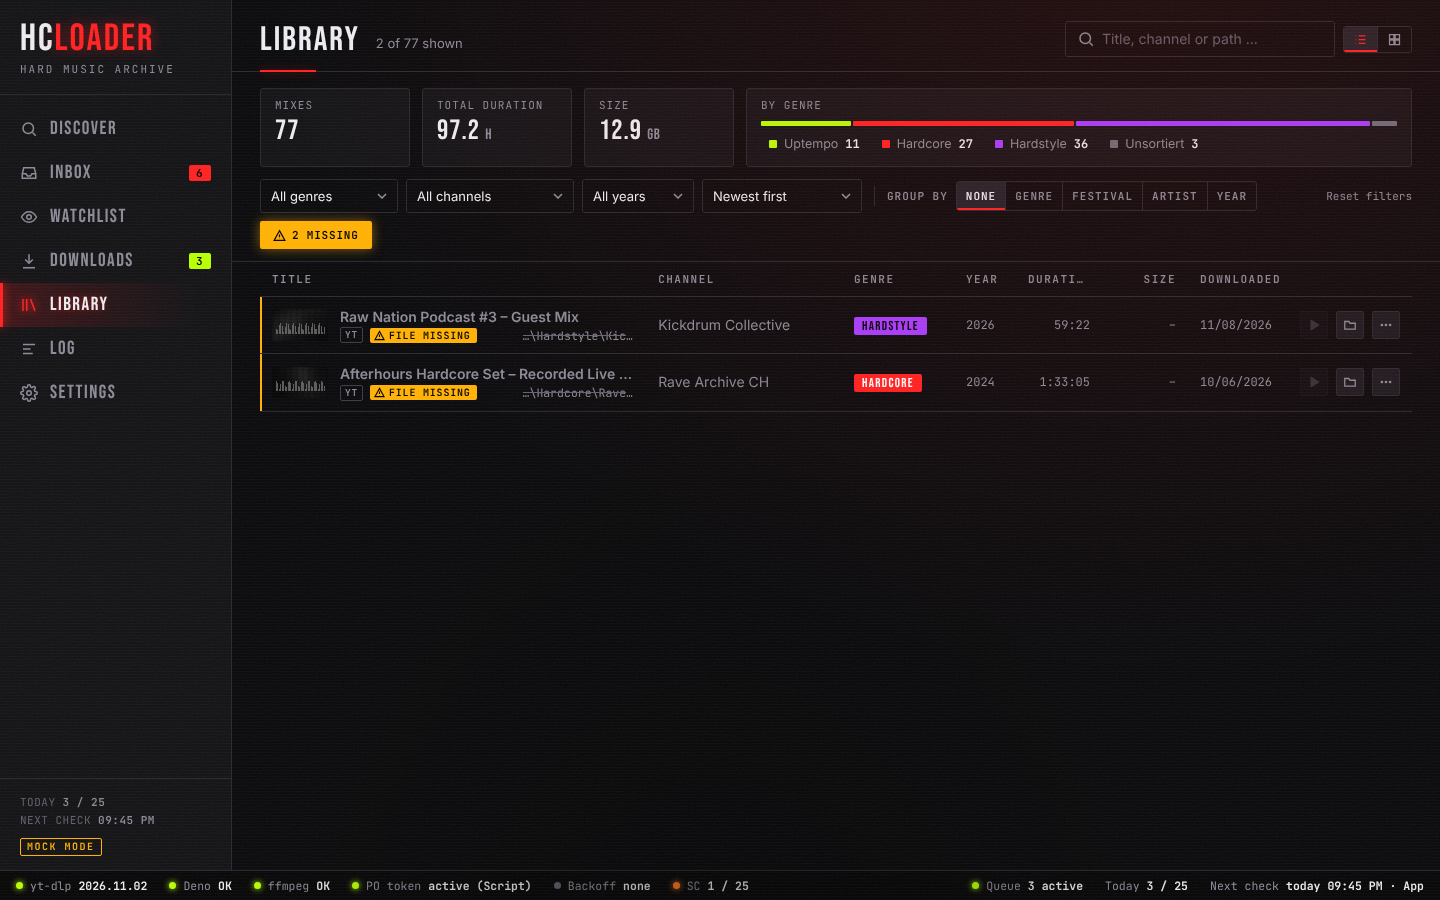 HCLOADER
HARD MUSIC ARCHIVE
DISCOVER
INBOX 6
WATCHLIST
DOWNLOADS 3
LIBRARY
LOG
SETTINGS
TODAY 3 / 25
NEXT CHECK 09:45 PM
MOCK MODE
LIBRARY 2 of 77 shown
Title, channel or path ...
MIXES
77
TOTAL DURATION
97.2 H
SIZE
12.9 GB
BY GENRE
Uptempo 11 Hardcore 27 Hardstyle 36 Unsortiert 3
All genres All channels All years Newest first GROUP BY NONE GENRE FESTIVAL ARTIST YEAR Reset filters
2 MISSING
TITLE CHANNEL GENRE YEAR DURATI… SIZE DOWNLOADED
Raw Nation Podcast #3 – Guest Mix
YT FILE MISSING …\Hardstyle\Kic…
Kickdrum Collective HARDSTYLE 2026 59:22 – 11/08/2026
Afterhours Hardcore Set – Recorded Live …
YT FILE MISSING …\Hardcore\Rave…
Rave Archive CH HARDCORE 2024 1:33:05 – 10/06/2026
yt-dlp 2026.11.02 Deno OK ffmpeg OK PO token active (Script) Backoff none SC 1 / 25 Queue 3 active Today 3 / 25 Next check today 09:45 PM · App